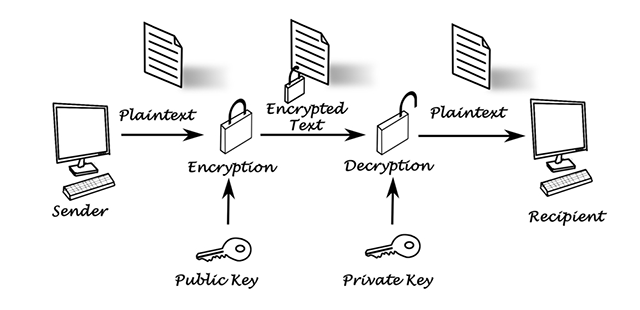 Plaintext
Encrypted
Text
Plaintext
Encryption
Decryption
Sender
Recipient
Public Key
Private Key